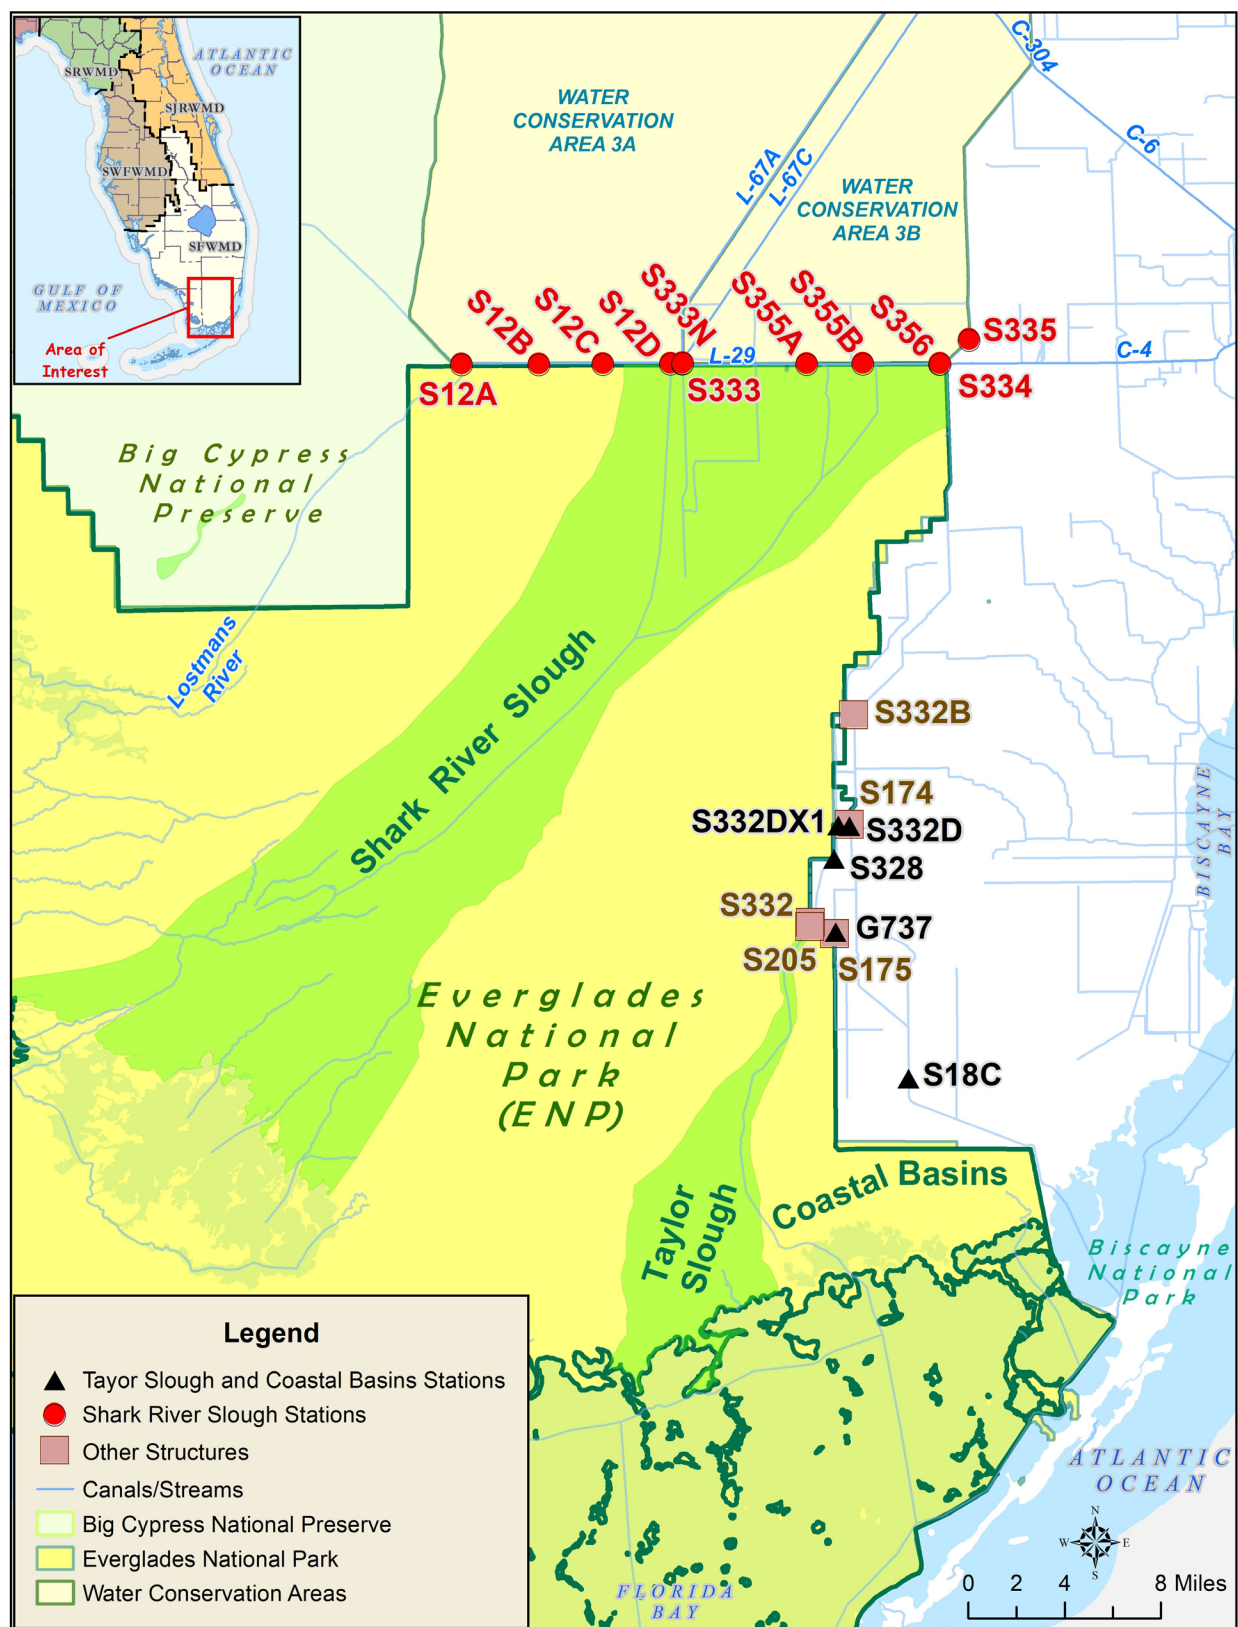 ATLANTIC
OCEAN
SRWMD
SJRWMD
SWFWMD
SFWMD
GULF OF
MEXICO
Area of
Interest
WATER
CONSERVATION
AREA 3A
L-67A
L-67C
WATER
CONSERVATION
AREA 3B
C-304
C-6
S12A
S12B
S12C
S12D
S333N
S333
L-29
S355A
S355B
S356
S335
S334
C-4
Big Cypress
National
Preserve
Lostmans
River
Shark River Slough
S332B
S174
S332DX1
S332D
S328
S332
G737
S205
S175
BISCAYNE
BAY
Everglades
National
Park
(ENP)
S18C
Coastal Basins
Taylor
Slough
Biscayne
National
Park
ATLANTIC
OCEAN
FLORIDA
BAY
Legend
Tayor Slough and Coastal Basins Stations
Shark River Slough Stations
Other Structures
Canals/Streams
Big Cypress National Preserve
Everglades National Park
Water Conservation Areas
N
W E
S
0 2 4 8 Miles